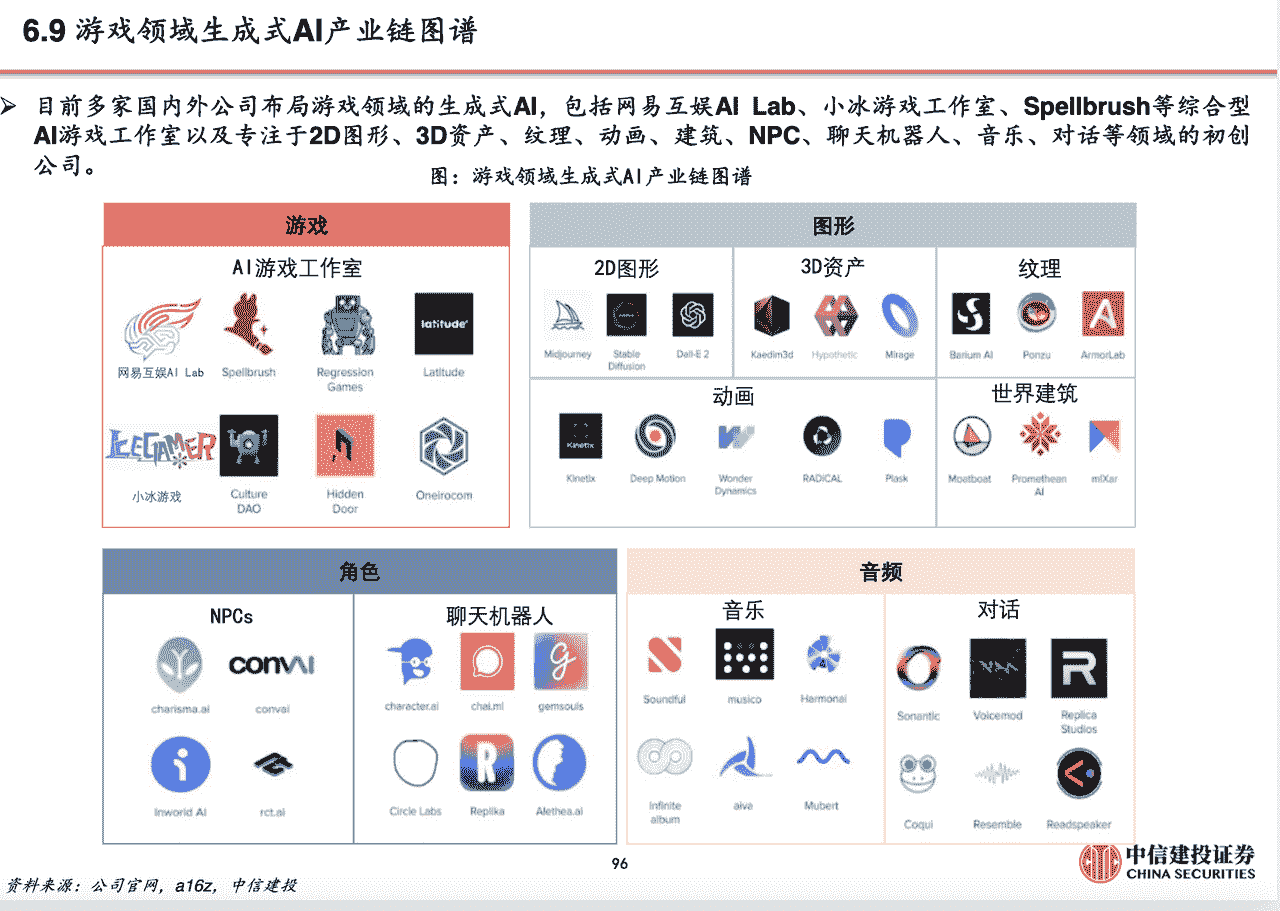 6.9 游戏领域生成式AI产业链图谱
➢ 目前多家国内外公司布局游戏领域的生成式AI，包括网易互娱AI Lab、小冰游戏工作室、Spellbrush等综合型
AI游戏工作室以及专注于2D图形、3D资产、纹理、动画、建筑、NPC、聊天机器人、音乐、对话等领域的初创
公司。
图：游戏领域生成式AI产业链图谱
游戏
AI游戏工作室
latitude
网易互娱AI Lab Spellbrush Regression Latitude
Games
ICEGAMER
小冰游戏 Culture Hidden Oneirocom
DAO Door
图形
2D图形 3D资产 纹理
Midjourney Stable Dall-E 2 Kaedim3d Hypothetic Mirage Barium AI Ponzu ArmorLab
Diffusion
动画 世界建筑
Kinetix
Kinetix Deep Motion Wonder RADICAL Plask Moatboat Promethean mlXar
Dynamics AI
角色
NPCs 聊天机器人
convAI
charisma.ai convai character.ai chai.ml gemsouls
Inworld AI rct.ai Circle Labs Replika Alethea.ai
音频
音乐 对话
Soundful musico Harmonai Sonantic Voicemod Replica
Studios
Infinite aiva Mubert
album
Coqui Resemble Readspeaker
96
中信建投证券
CHINA SECURITIES
资料来源：公司官网，a16z，中信建投